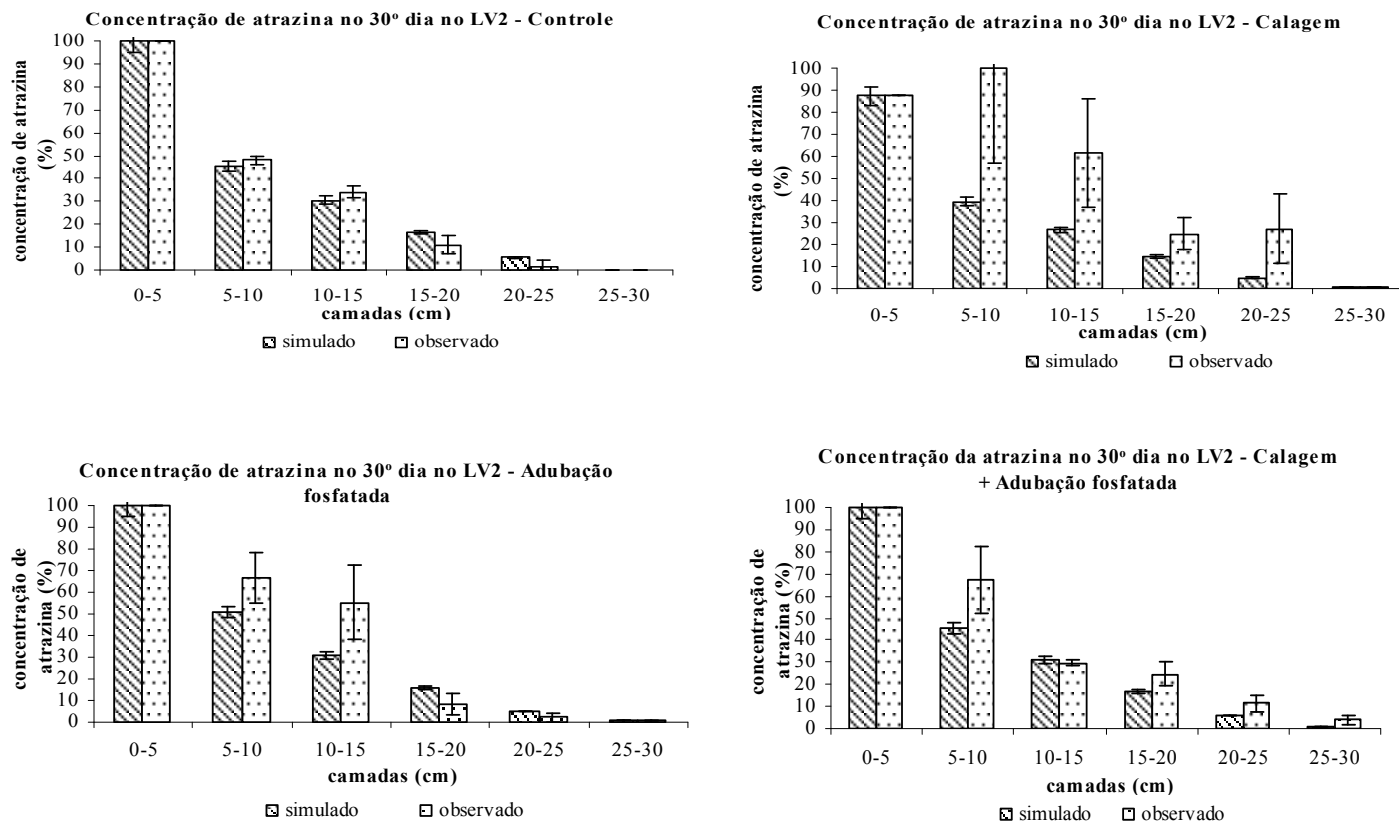 Concentração de atrazina no 30º dia no LV2 - Controle
concentração de atrazina
(%)
100
90
80
70
60
50
40
30
20
10
0
0-5 5-10 10-15 15-20 20-25 25-30
camadas (cm)
simulado observado
Concentração de atrazina no 30º dia no LV2 - Calagem
concentração de atrazina
(%)
100
90
80
70
60
50
40
30
20
10
0
0-5 5-10 10-15 15-20 20-25 25-30
camadas (cm)
simulado observado
Concentração de atrazina no 30º dia no LV2 - Adubação
fosfatada
concentração de
atrazina (%)
100
90
80
70
60
50
40
30
20
10
0
0-5 5-10 10-15 15-20 20-25 25-30
camadas (cm)
simulado observado
Concentração da atrazina no 30º dia no LV2 - Calagem
+ Adubação fosfatada
concentração de
atrazina (%)
100
90
80
70
60
50
40
30
20
10
0
0-5 5-10 10-15 15-20 20-25 25-30
camadas (cm)
simulado observado